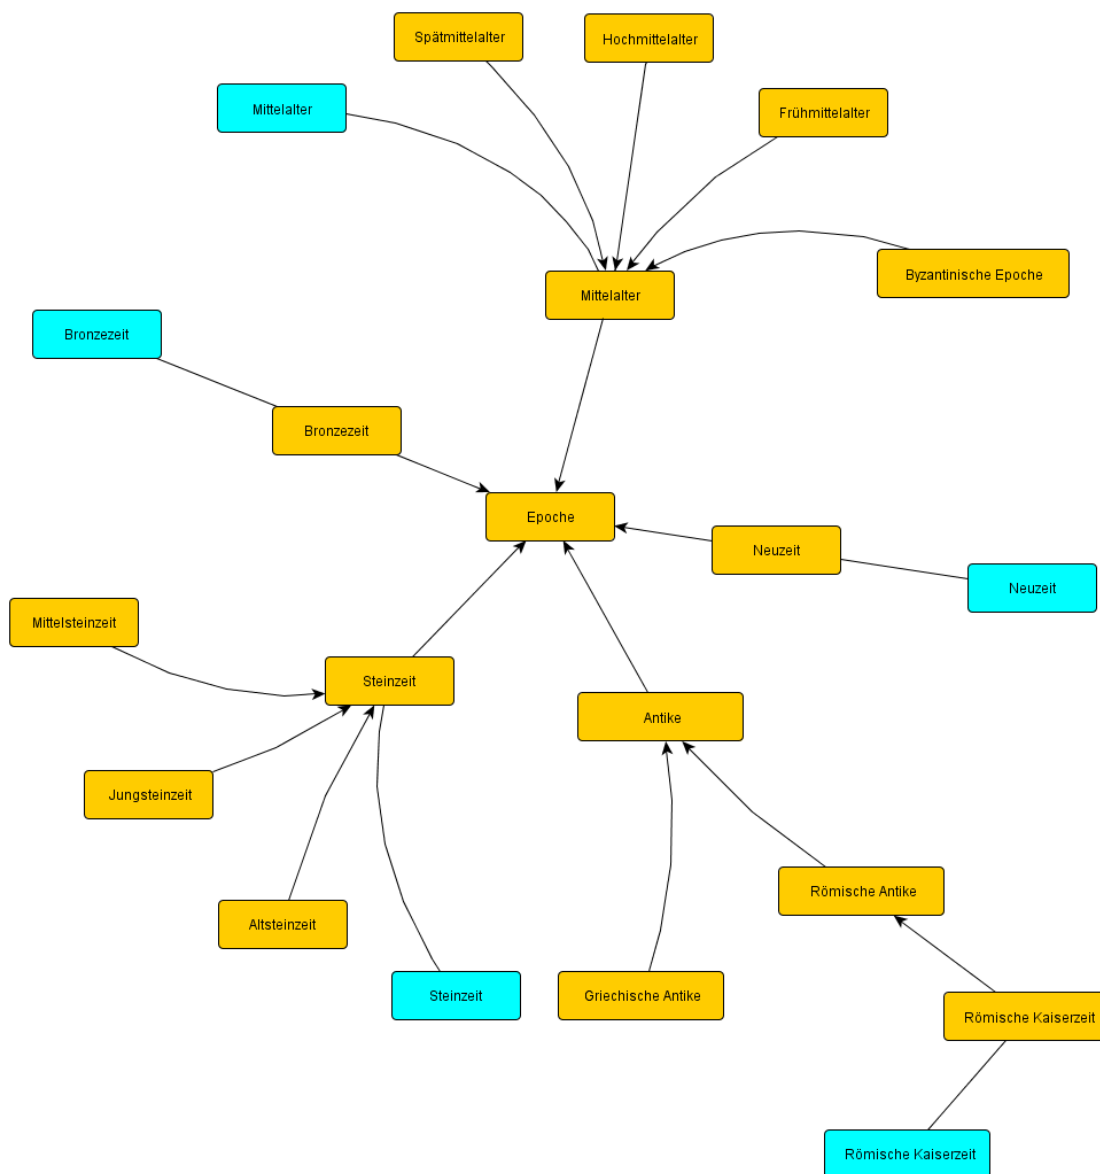 Spätmittelalter
Hochmittelalter
Mittelalter
Frühmittelalter
Byzantinische Epoche
Mittelalter
Bronzezeit
Bronzezeit
Epoche
Neuzeit
Neuzeit
Mittelsteinzeit
Steinzeit
Antike
Jungsteinzeit
Römische Antike
Altsteinzeit
Steinzeit
Griechische Antike
Römische Kaiserzeit
Römische Kaiserzeit